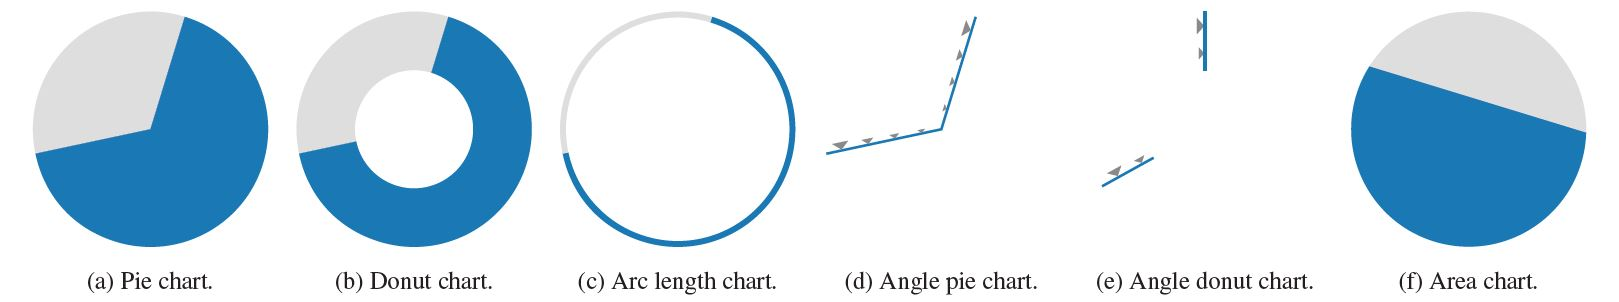 (a) Pie chart.
(b) Donut chart.
(c) Arc length chart.
(d) Angle pie chart.
(e) Angle donut chart.
(f) Area chart.